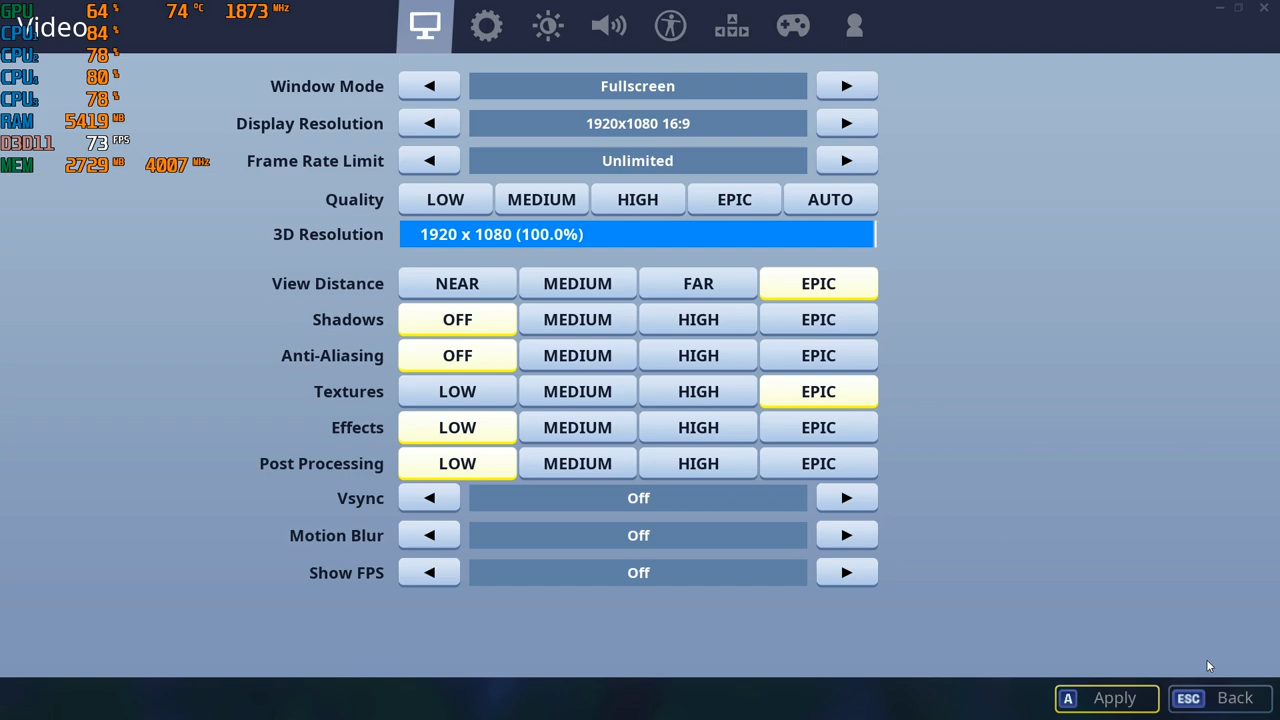 GPU 64 % 74 °C 1873 MHz
Video
CPU₁ 84 %
CPU₂ 78 %
CPU₄ 80 %
78 %
RAM 5419 MB
D3D11 73 FPS
MEM 2729 MB 4007 MHz
Window Mode ◀ Fullscreen ▶
Display Resolution ◀ 1920x1080 16:9 ▶
Frame Rate Limit ◀ Unlimited ▶
Quality LOW MEDIUM HIGH EPIC AUTO
3D Resolution 1920 x 1080 (100.0%)
View Distance NEAR MEDIUM FAR EPIC
Shadows OFF MEDIUM HIGH EPIC
Anti-Aliasing OFF MEDIUM HIGH EPIC
Textures LOW MEDIUM HIGH EPIC
Effects LOW MEDIUM HIGH EPIC
Post Processing LOW MEDIUM HIGH EPIC
Vsync ◀ Off ▶
Motion Blur ◀ Off ▶
Show FPS ◀ Off ▶
A Apply ESC Back